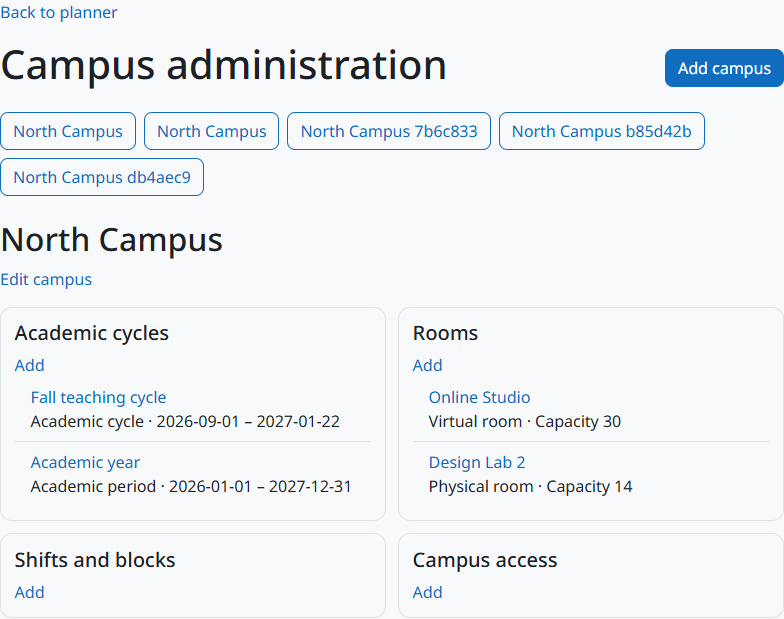 Back to planner
Campus administration
Add campus
North Campus
North Campus
North Campus 7b6c833
North Campus b85d42b
North Campus db4aec9
North Campus
Edit campus
Academic cycles
Add
Fall teaching cycle
Academic cycle · 2026-09-01 – 2027-01-22
Academic year
Academic period · 2026-01-01 – 2027-12-31
Rooms
Add
Online Studio
Virtual room · Capacity 30
Design Lab 2
Physical room · Capacity 14
Shifts and blocks
Add
Campus access
Add